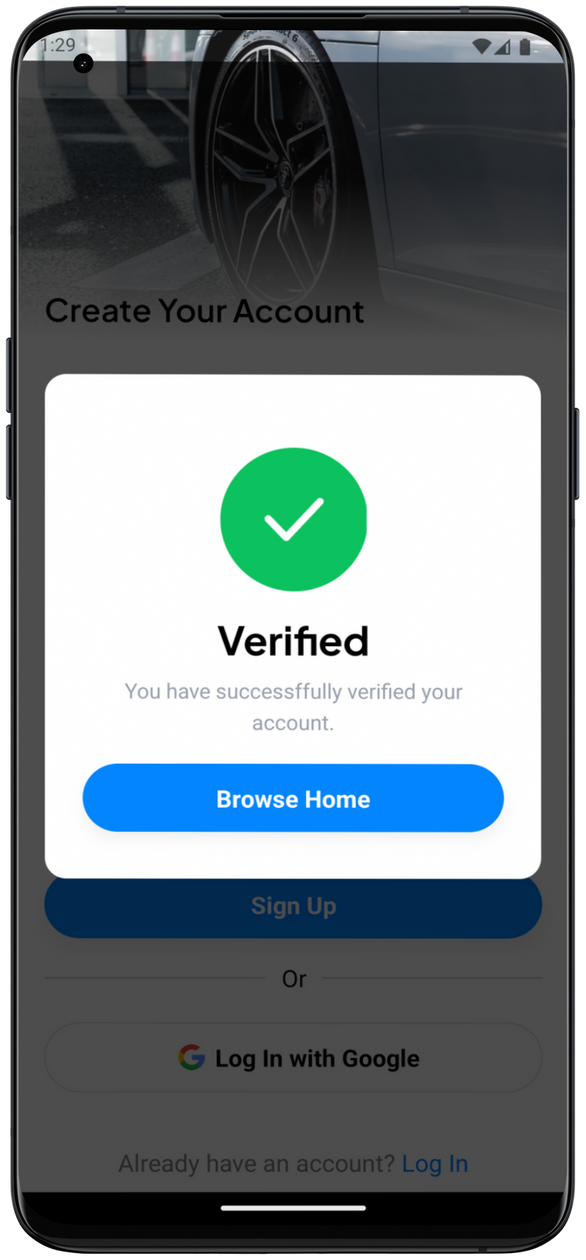 1:29
Create Your Account
Verified
You have successffully verified your
account.
Browse Home
Sign Up
Or
Log In with Google
Already have an account? Log In